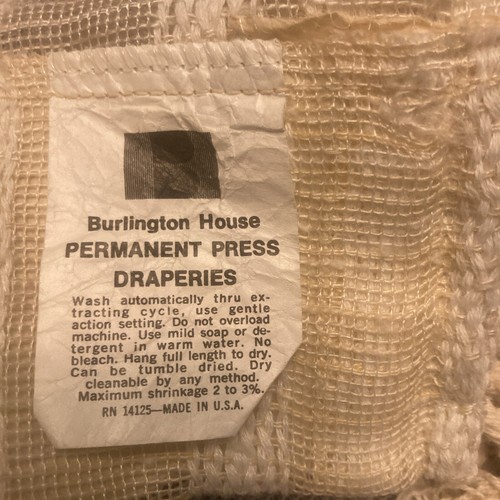 Burlington House
PERMANENT PRESS
DRAPERIES
Wash automatically thru ex-
tracting cycle, use gentle
action setting. Do not overload
machine. Use mild soap or de-
tergent in warm water. No
bleach. Hang full length to dry.
Can be tumble dried. Dry
cleanable by any method.
Maximum shrinkage 2 to 3%.
RN 14125—MADE IN U.S.A.